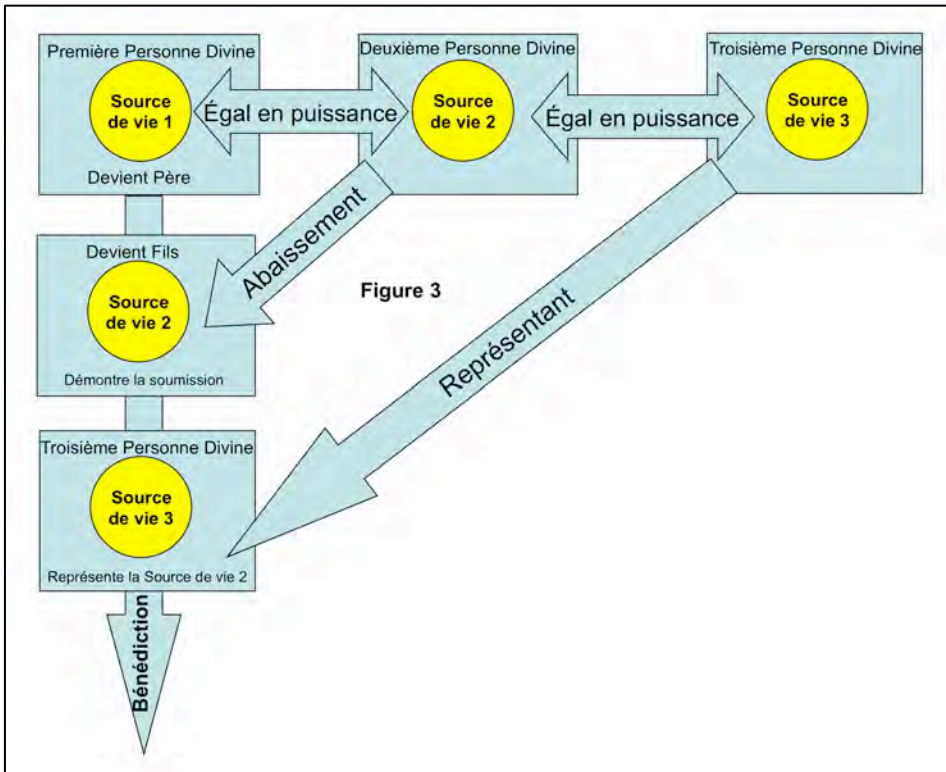 Première Personne Divine
Source
de vie 1
Devient Père
Égal en puissance
Deuxième Personne Divine
Source
de vie 2
Égal en puissance
Troisième Personne Divine
Source
de vie 3
Abaissement
Représentant
Figure 3
Devient Fils
Source
de vie 2
Démontre la soumission
Troisième Personne Divine
Source
de vie 3
Représente la Source de vie 2
Bénédiction